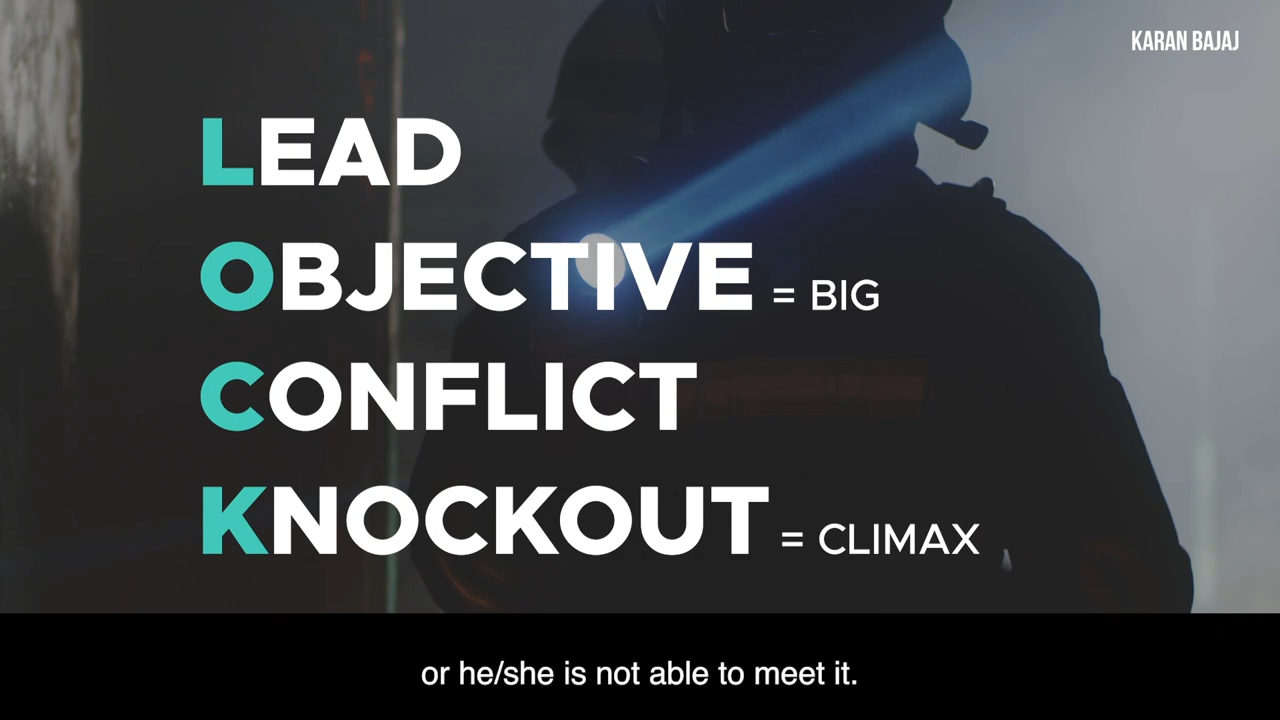 KARAN BAJAJ
LEAD
OBJECTIVE = BIG
CONFLICT
KNOCKOUT = CLIMAX
or he/she is not able to meet it.